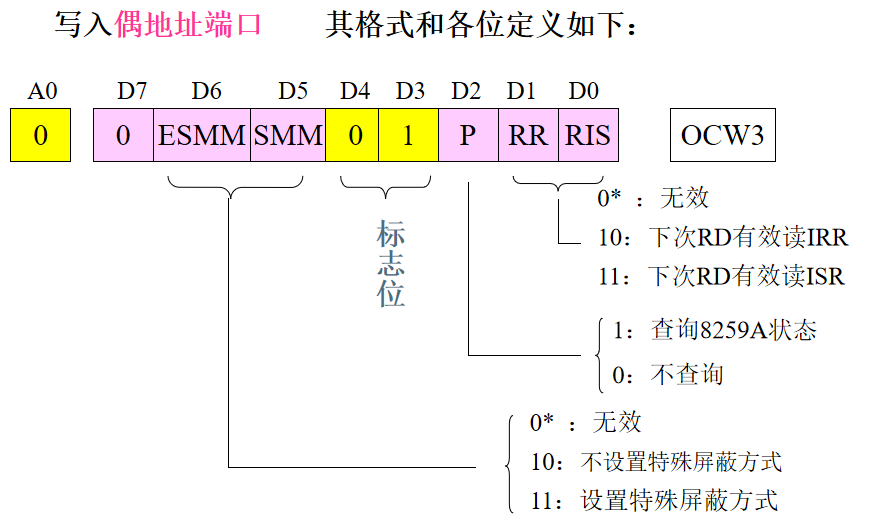 写入偶地址端口 其格式和各位定义如下：
A0 D7 D6 D5 D4 D3 D2 D1 D0
0 0 ESMM SMM 0 1 P RR RIS OCW3
标志位
0* ：无效
10：下次RD有效读IRR
11：下次RD有效读ISR
1：查询8259A状态
0：不查询
0* ：无效
10：不设置特殊屏蔽方式
11：设置特殊屏蔽方式